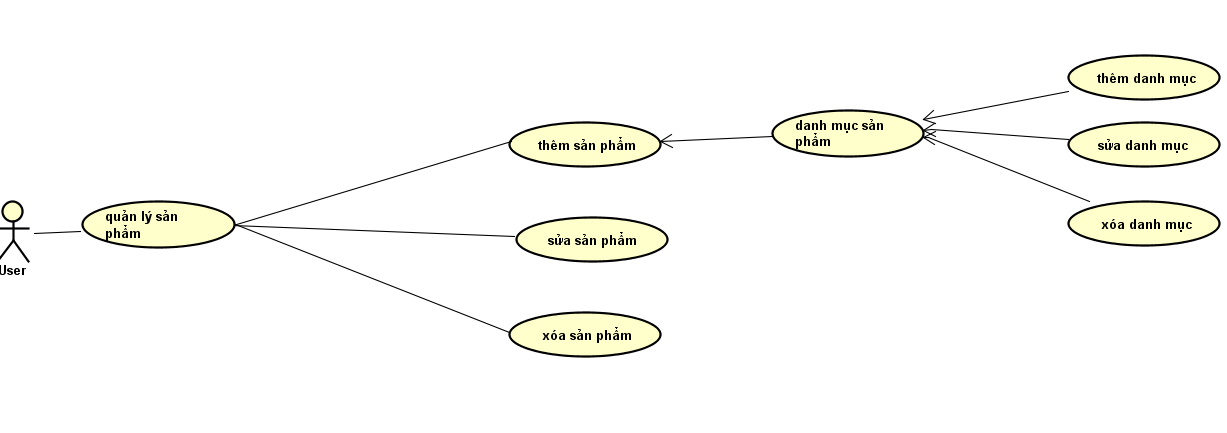 thêm danh mục
danh mục sản
phẩm
thêm sản phẩm
sửa danh mục
quản lý sản
phẩm
xóa danh mục
sửa sản phẩm
User
xóa sản phẩm